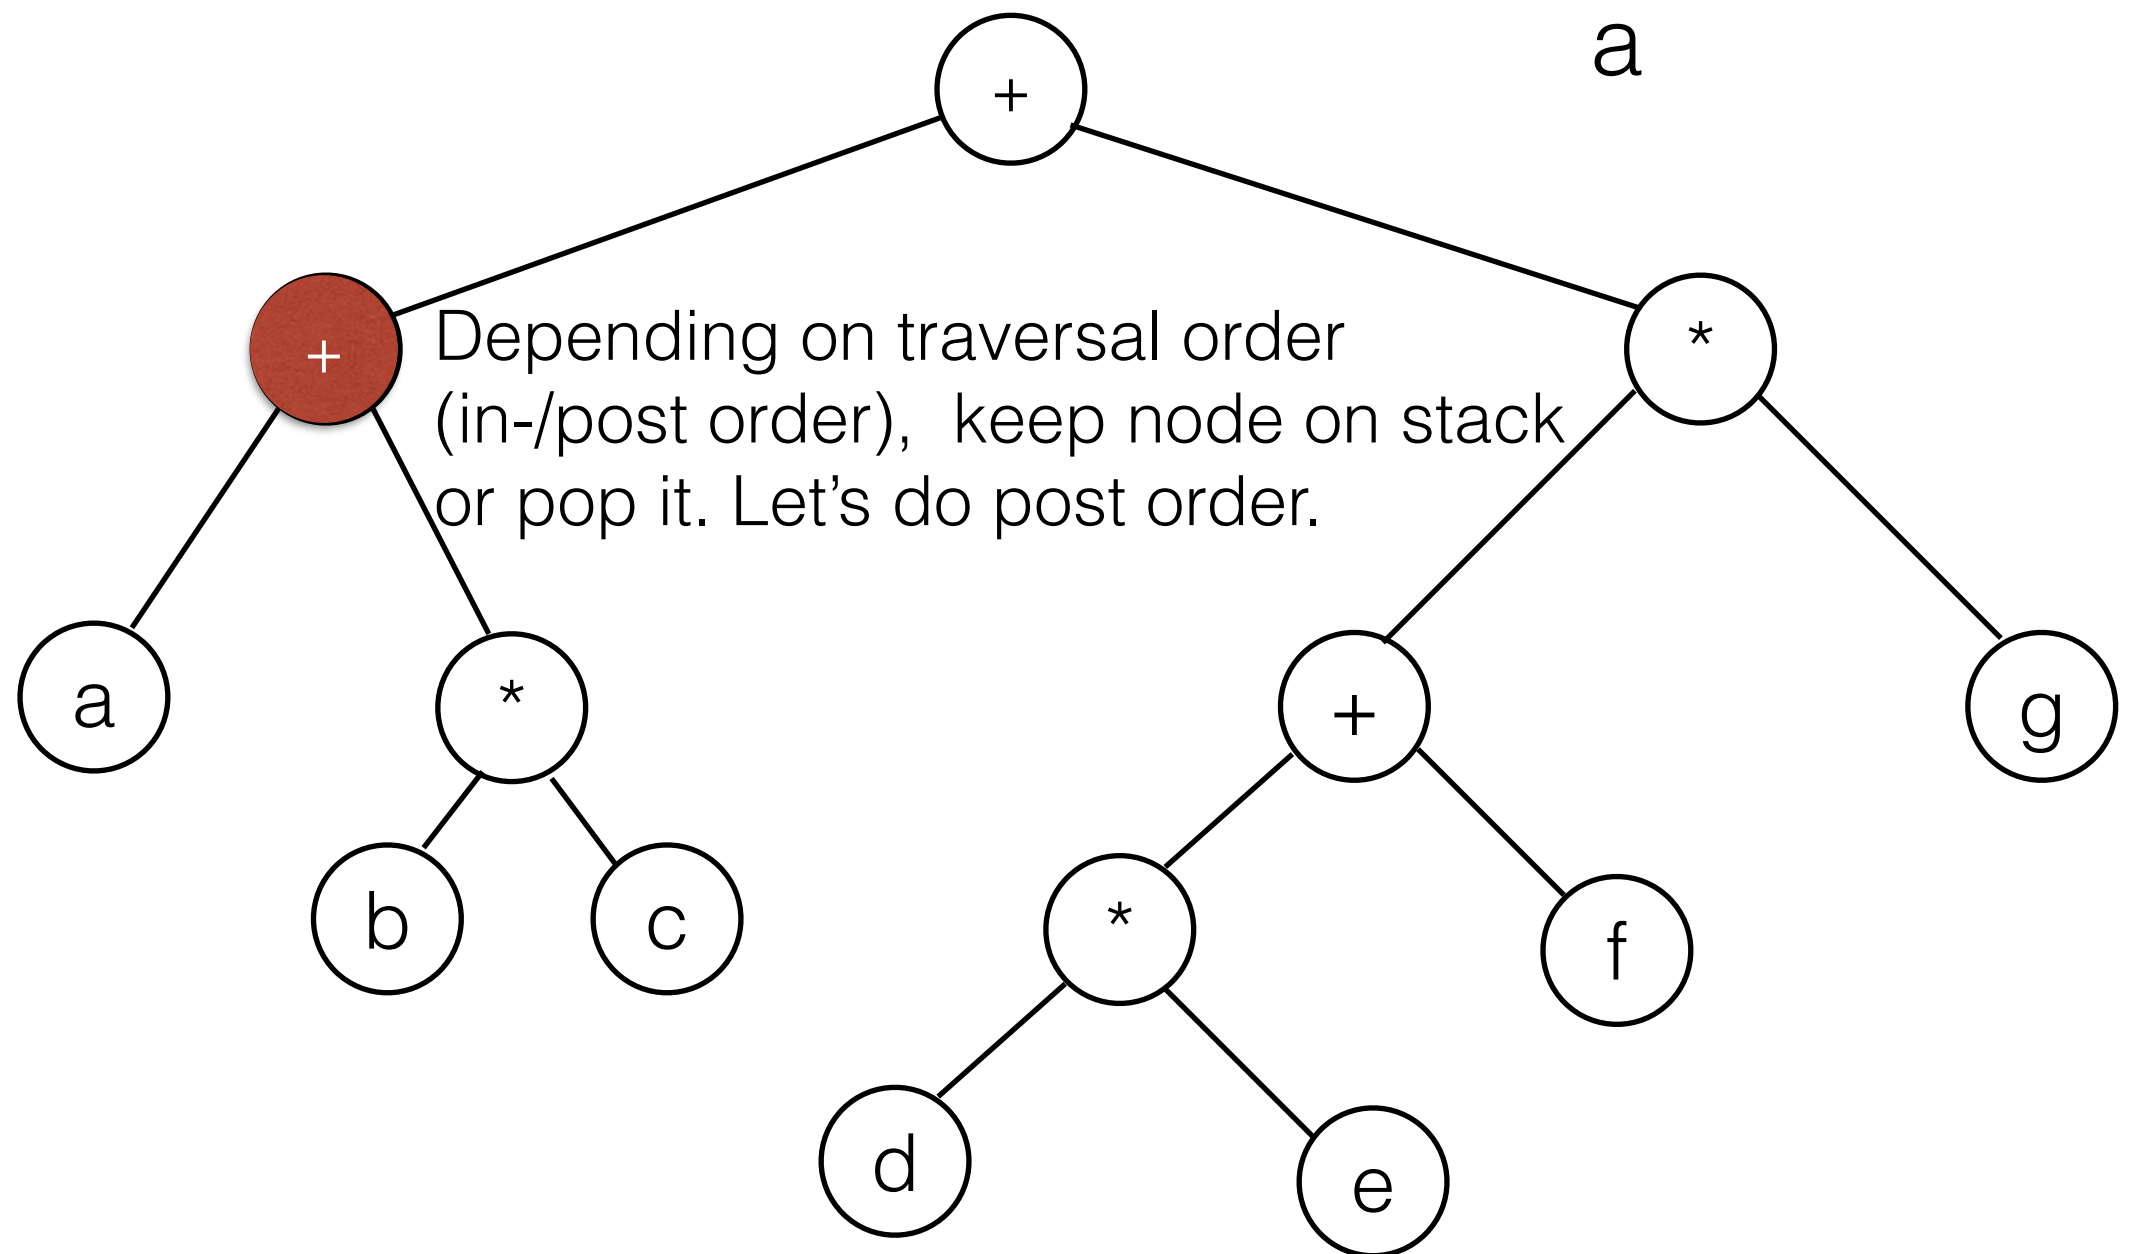 a
+
+
Depending on traversal order
(in-/post order),  keep node on stack
or pop it. Let’s do post order.
*
a
*
+
g
b
c
*
f
d
e